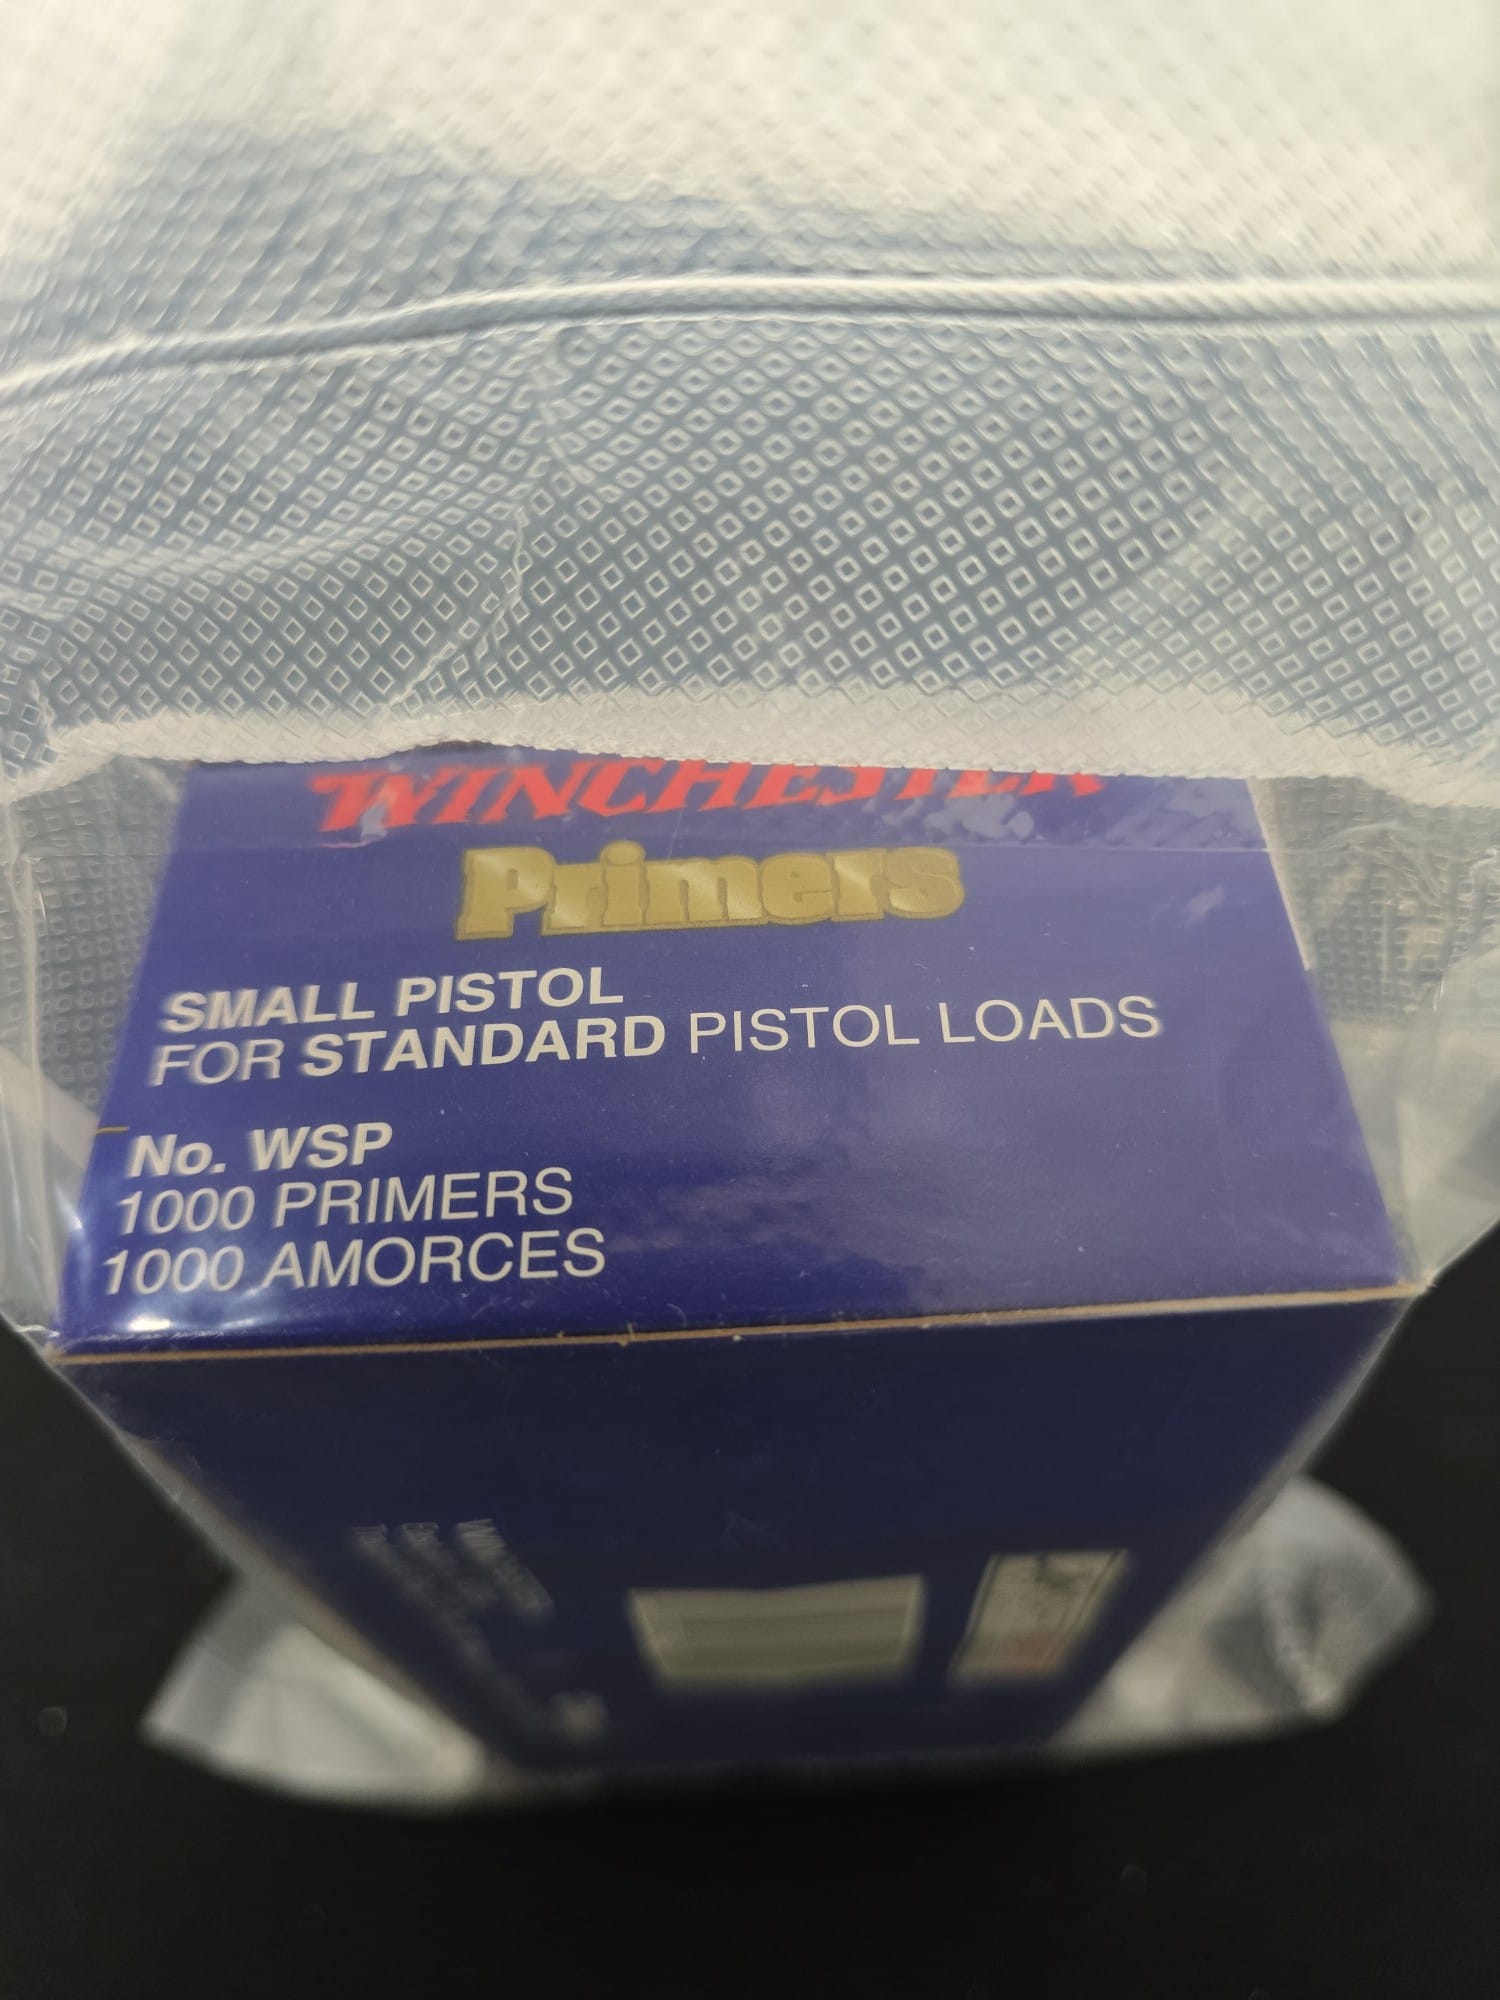 WINCHESTER
Primers
SMALL PISTOL
FOR STANDARD PISTOL LOADS
No. WSP
1000 PRIMERS
1000 AMORCES